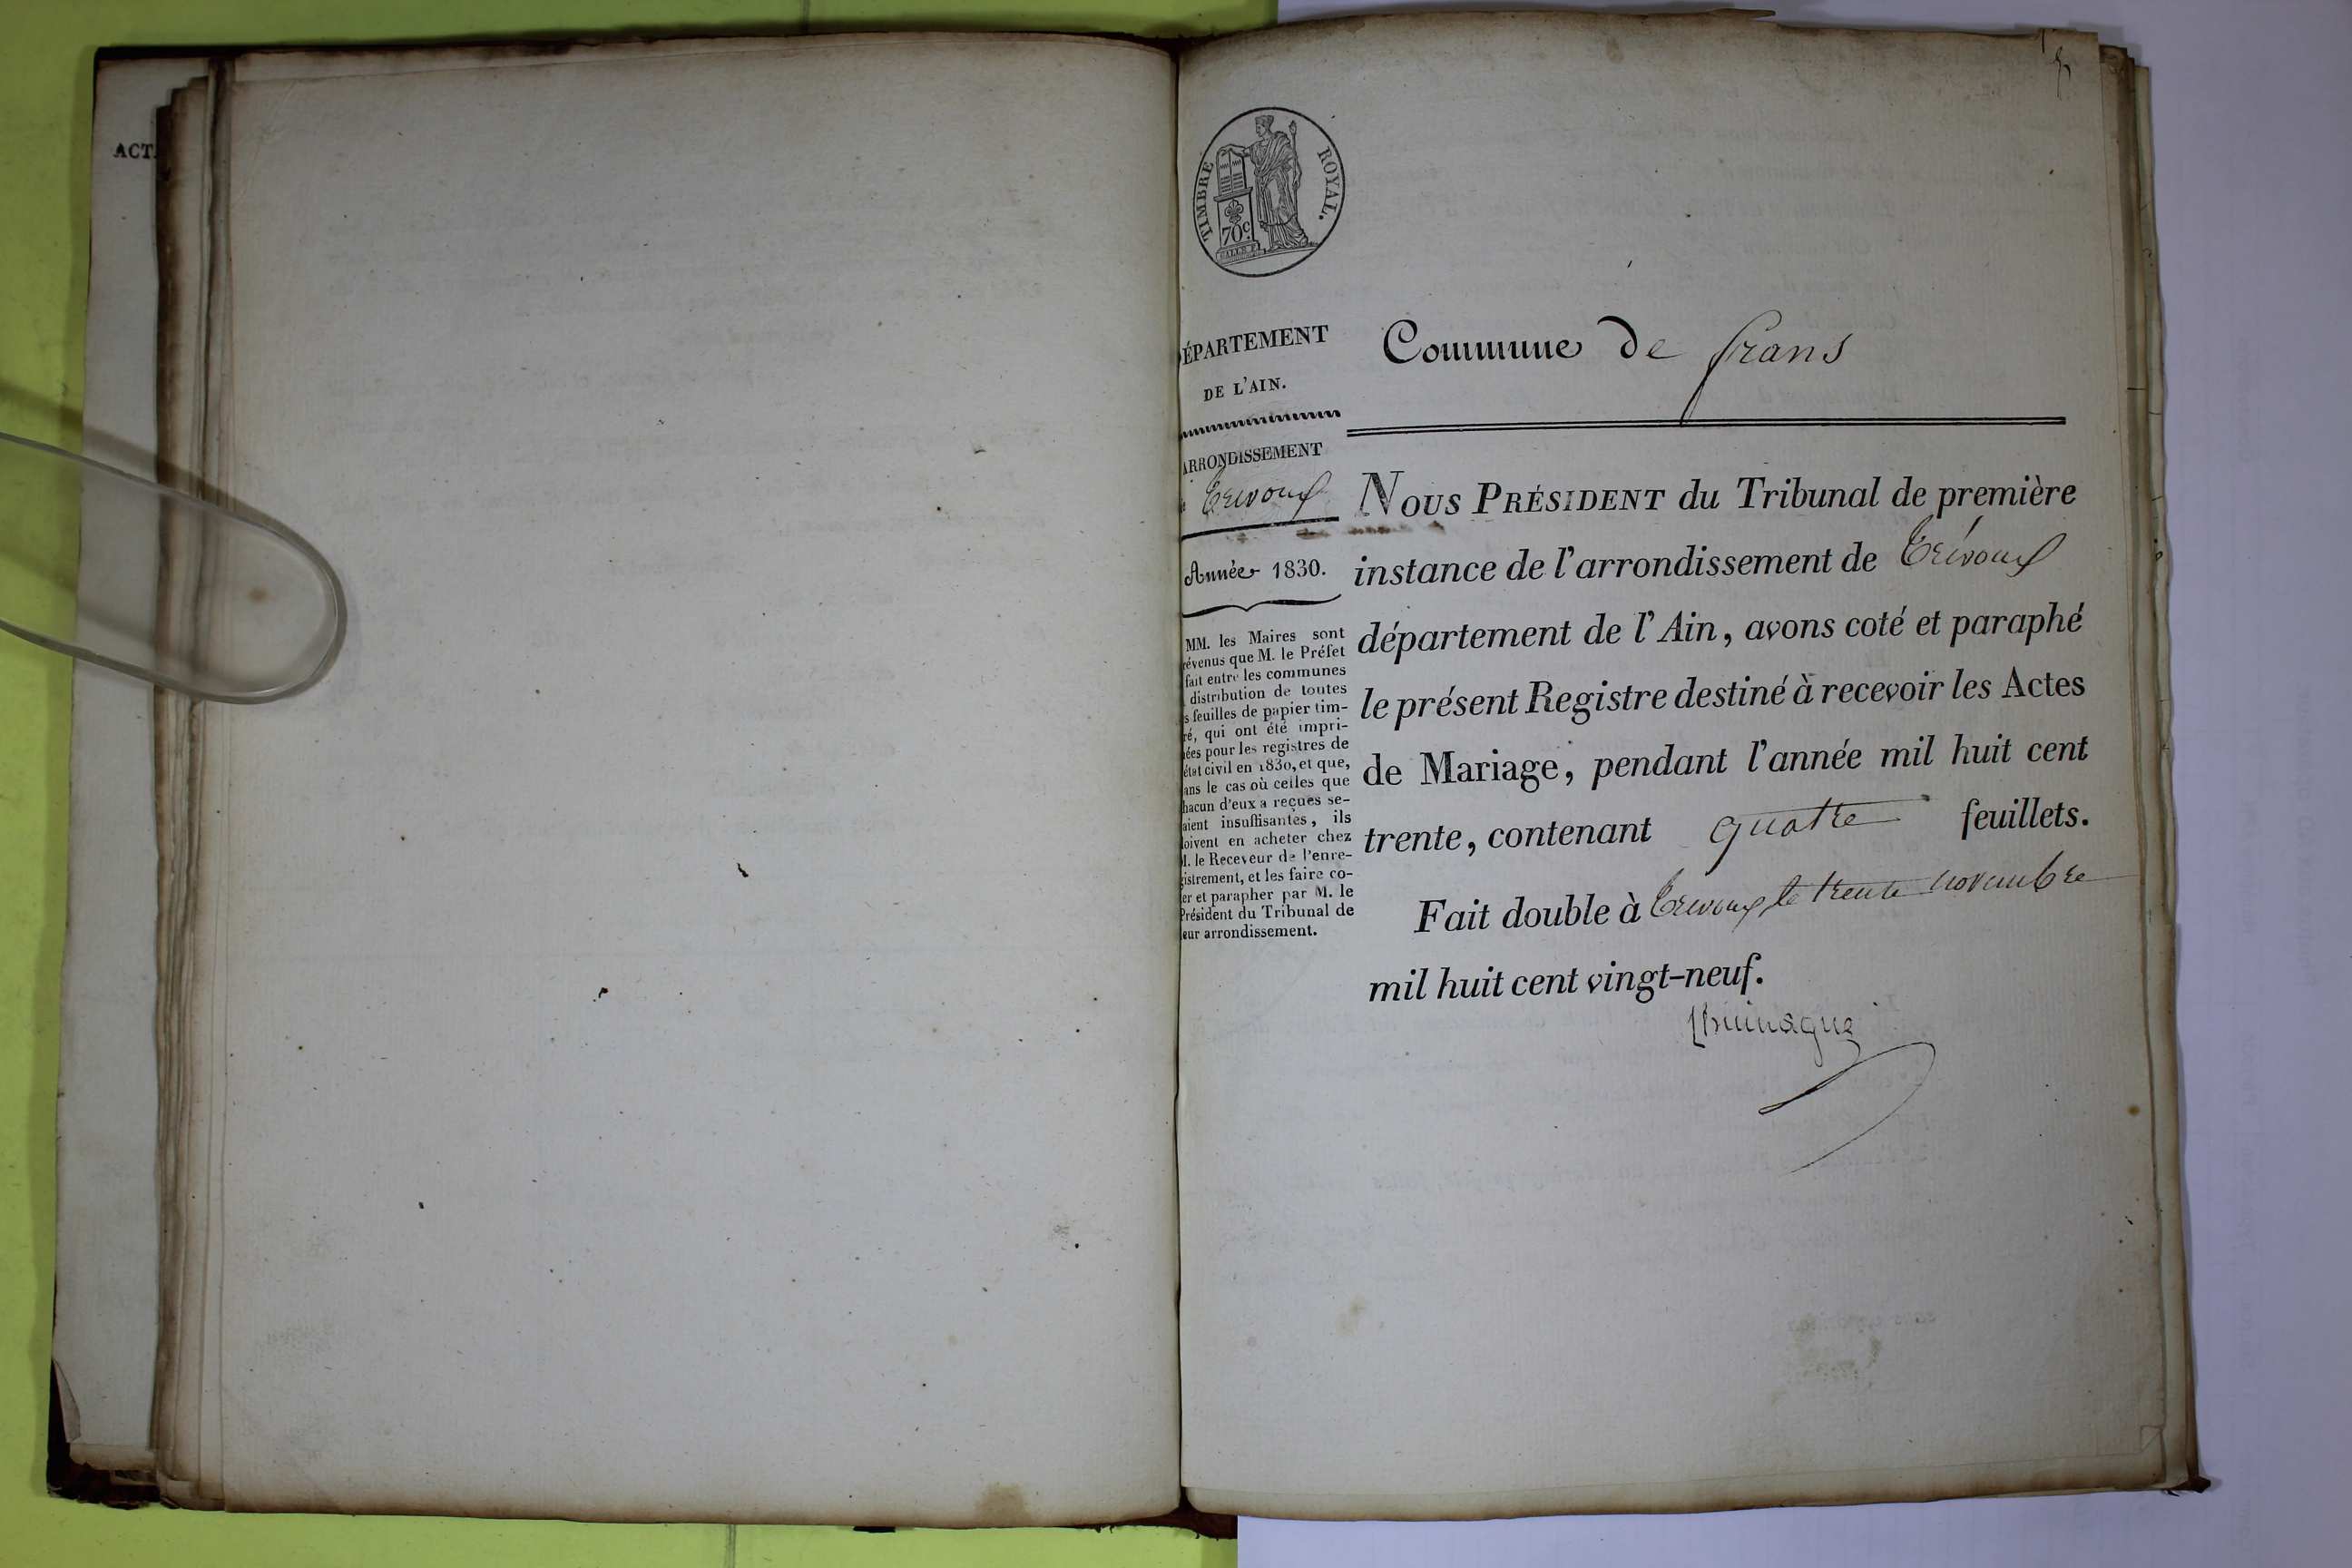 ACT
TIMBRE ROYAL.
70c.
ÉPARTEMENT
DE L'AIN.
ARRONDISSEMENT
Trévoux
Année 1830.
MM. les Maires sont
révenus que M. le Préfet
fait entre les communes
distribution de toutes
s feuilles de papier tim-
ré, qui ont été impri-
ées pour les registres de
état civil en 1830, et que,
ans le cas où celles que
hacun d'eux a reçues se-
aient insuffisantes, ils
oivent en acheter chez
M. le Receveur de l'enre-
gistrement, et les faire co-
er et parapher par M. le
Président du Tribunal de
eur arrondissement.
Commune de frans
NOUS PRÉSIDENT du Tribunal de première
instance de l'arrondissement de Trévoux
département de l'Ain, avons coté et paraphé
le présent Registre destiné à recevoir les Actes
de Mariage, pendant l'année mil huit cent
trente, contenant quatre feuillets.
Fait double à Trevoux le trente novembre
mil huit cent vingt-neuf.